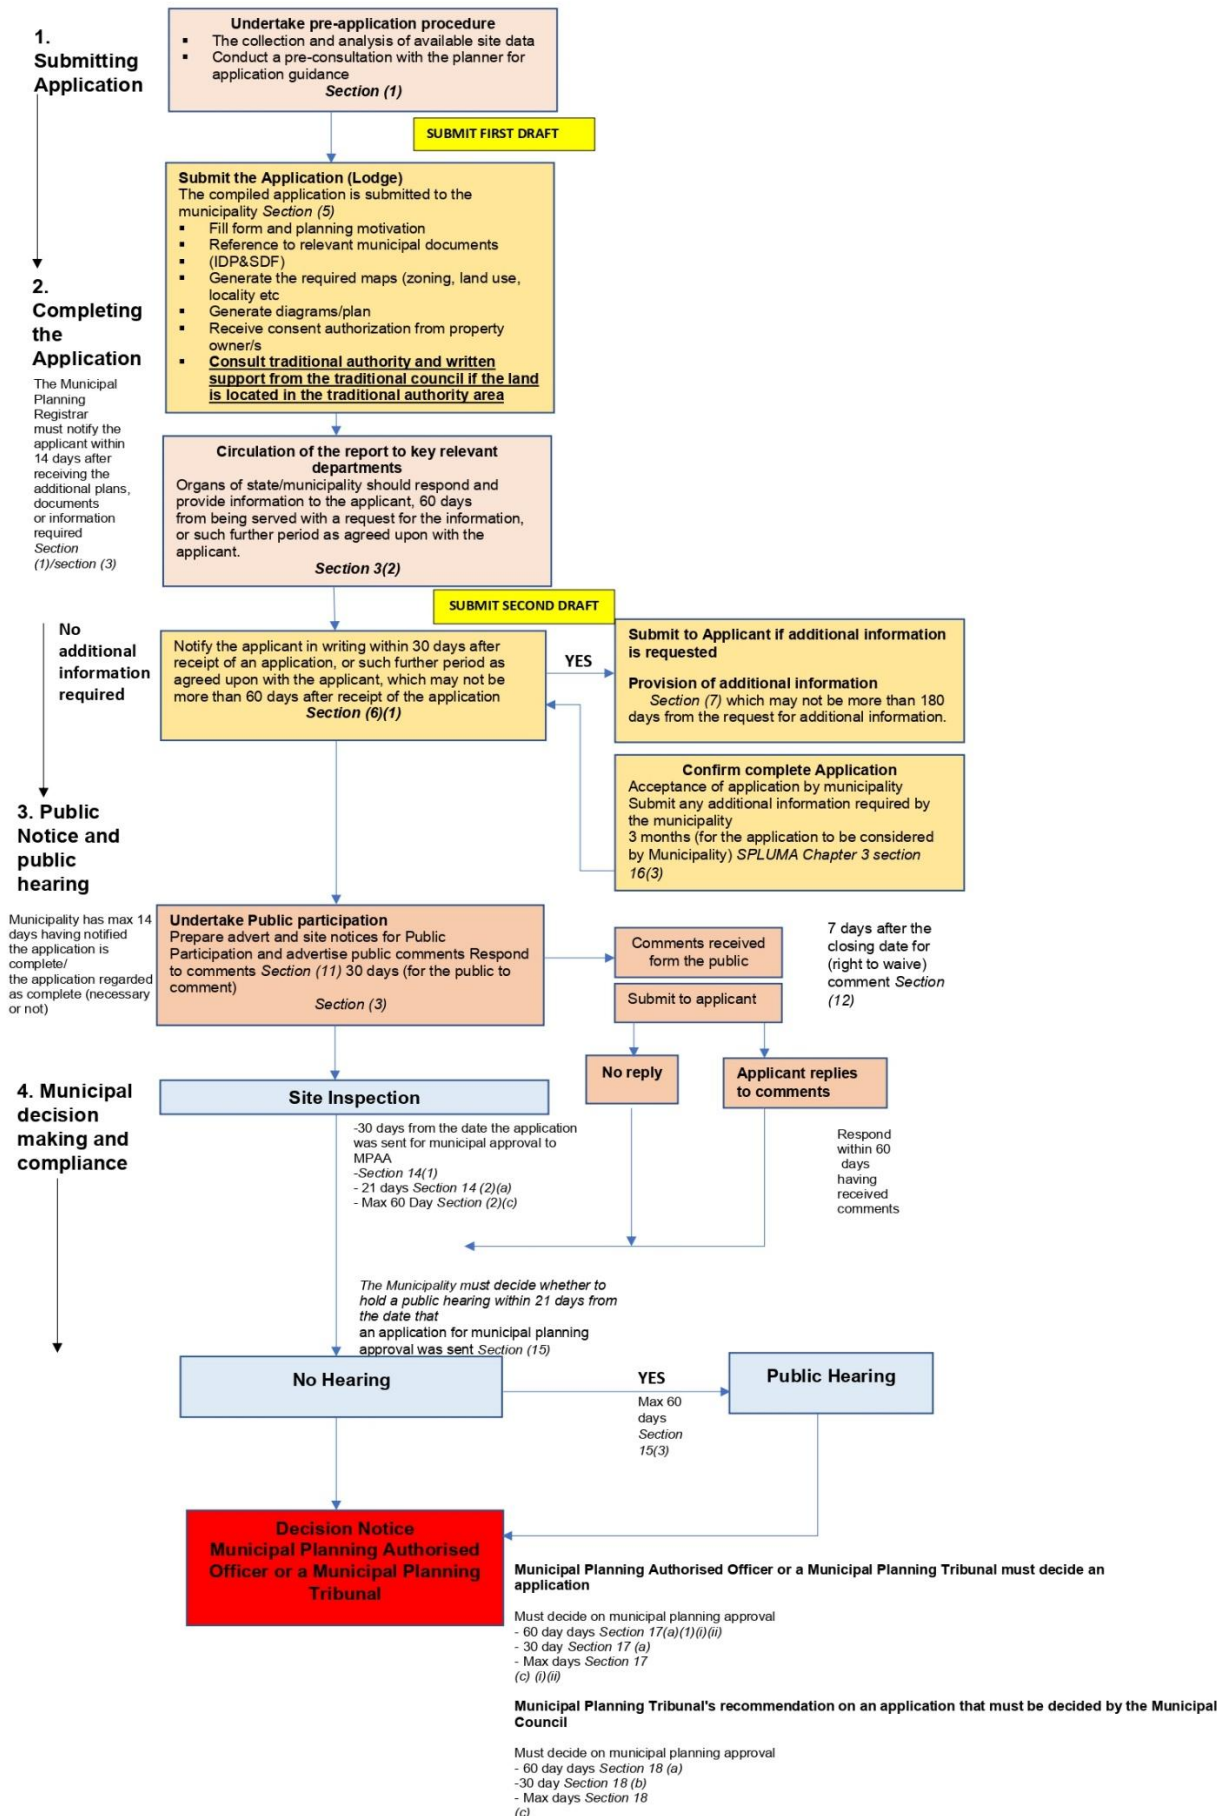 1.
Submitting
Application
Undertake pre-application procedure
▪ The collection and analysis of available site data
▪ Conduct a pre-consultation with the planner for
application guidance
Section (1)
SUBMIT FIRST DRAFT
Submit the Application (Lodge)
The compiled application is submitted to the
municipality Section (5)
▪ Fill form and planning motivation
▪ Reference to relevant municipal documents
▪ (IDP&SDF)
▪ Generate the required maps (zoning, land use,
locality etc
▪ Generate diagrams/plan
▪ Receive consent authorization from property
owner/s
▪ Consult traditional authority and written
support from the traditional council if the land
is located in the traditional authority area
2.
Completing
the
Application
The Municipal
Planning
Registrar
must notify the
applicant within
14 days after
receiving the
additional plans,
documents
or information
required
Section
(1)/section (3)
Circulation of the report to key relevant
departments
Organs of state/municipality should respond and
provide information to the applicant, 60 days
from being served with a request for the information,
or such further period as agreed upon with the
applicant.
Section 3(2)
SUBMIT SECOND DRAFT
No
additional
information
required
Notify the applicant in writing within 30 days after
receipt of an application, or such further period as
agreed upon with the applicant, which may not be
more than 60 days after receipt of the application
Section (6)(1)
YES
Submit to Applicant if additional information
is requested
Provision of additional information
Section (7) which may not be more than 180
days from the request for additional information.
Confirm complete Application
Acceptance of application by municipality
Submit any additional information required by
the municipality
3 months (for the application to be considered
by Municipality) SPLUMA Chapter 3 section
16(3)
3. Public
Notice and
public
hearing
Municipality has max 14
days having notified
the application is
complete/
the application regarded
as complete (necessary
or not)
Undertake Public participation
Prepare advert and site notices for Public
Participation and advertise public comments Respond
to comments Section (11) 30 days (for the public to
comment)
Section (3)
Comments received
form the public
Submit to applicant
7 days after the
closing date for
(right to waive)
comment Section
(12)
No reply
Applicant replies
to comments
Respond
within 60
days
having
received
comments
4. Municipal
decision
making and
compliance
Site Inspection
-30 days from the date the application
was sent for municipal approval to
MPAA
-Section 14(1)
- 21 days Section 14 (2)(a)
- Max 60 Day Section (2)(c)
The Municipality must decide whether to
hold a public hearing within 21 days from
the date that
an application for municipal planning
approval was sent Section (15)
No Hearing
YES
Max 60
days
Section
15(3)
Public Hearing
Decision Notice
Municipal Planning Authorised
Officer or a Municipal Planning
Tribunal
Municipal Planning Authorised Officer or a Municipal Planning Tribunal must decide an
application
Must decide on municipal planning approval
- 60 day days Section 17(a)(1)(i)(ii)
- 30 day Section 17 (a)
- Max days Section 17
(c) (i)(ii)
Municipal Planning Tribunal's recommendation on an application that must be decided by the Municipal
Council
Must decide on municipal planning approval
- 60 day days Section 18 (a)
-30 day Section 18 (b)
- Max days Section 18
(c)